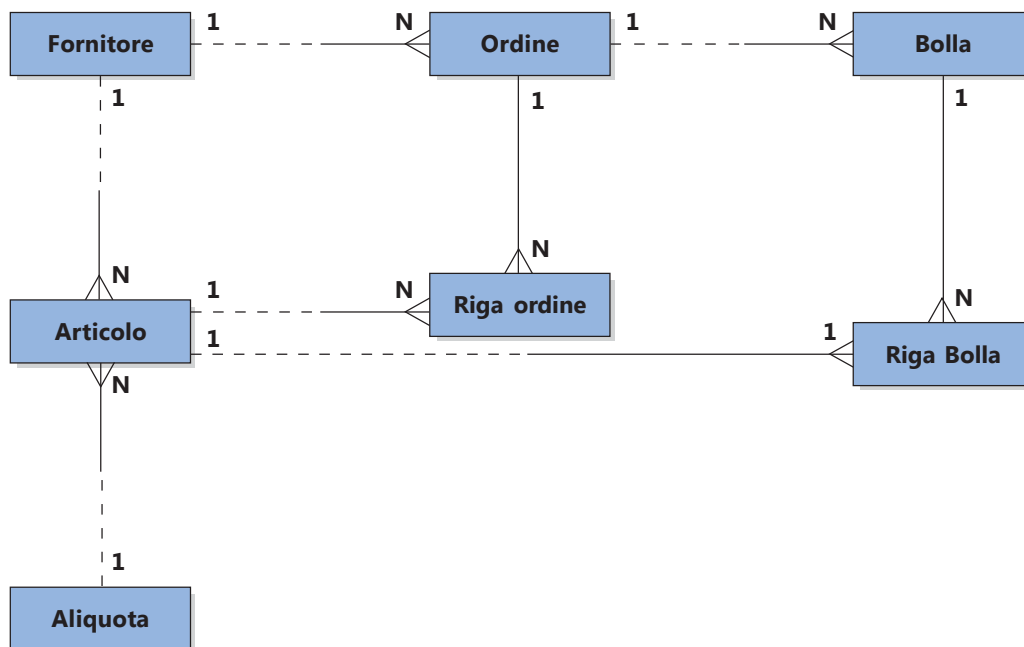 1 N 1 N
Fornitore Ordine Bolla
1 1 1
N N N
1 N
Articolo Riga ordine
1 1
Riga Bolla
N
1
Aliquota